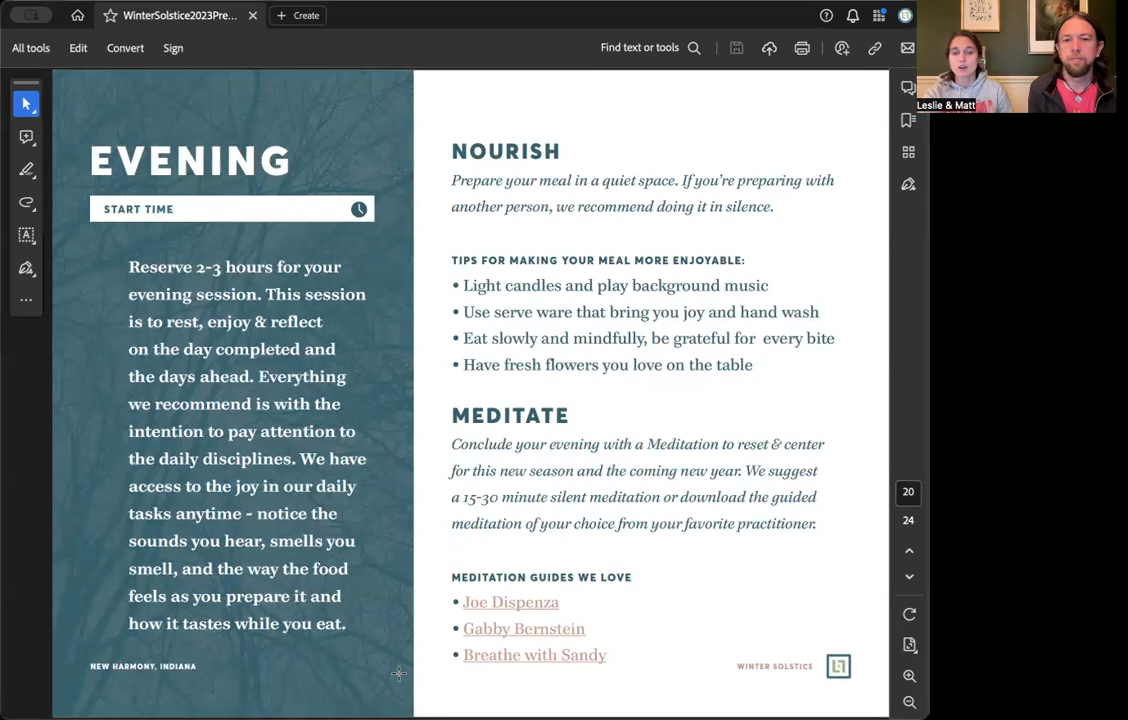 WinterSolstice2023Pre...
Create
All tools
Edit
Convert
Sign
Find text or tools
Leslie & Matt
EVENING
START TIME
Reserve 2-3 hours for your
evening session. This session
is to rest, enjoy & reflect
on the day completed and
the days ahead. Everything
we recommend is with the
intention to pay attention to
the daily disciplines. We have
access to the joy in our daily
tasks anytime - notice the
sounds you hear, smells you
smell, and the way the food
feels as you prepare it and
how it tastes while you eat.
NEW HARMONY, INDIANA
NOURISH
Prepare your meal in a quiet space. If you're preparing with
another person, we recommend doing it in silence.
TIPS FOR MAKING YOUR MEAL MORE ENJOYABLE:
• Light candles and play background music
• Use serve ware that bring you joy and hand wash
• Eat slowly and mindfully, be grateful for every bite
• Have fresh flowers you love on the table
MEDITATE
Conclude your evening with a Meditation to reset & center
for this new season and the coming new year. We suggest
a 15-30 minute silent meditation or download the guided
meditation of your choice from your favorite practitioner.
MEDITATION GUIDES WE LOVE
• Joe Dispenza
• Gabby Bernstein
• Breathe with Sandy
WINTER SOLSTICE
20
24